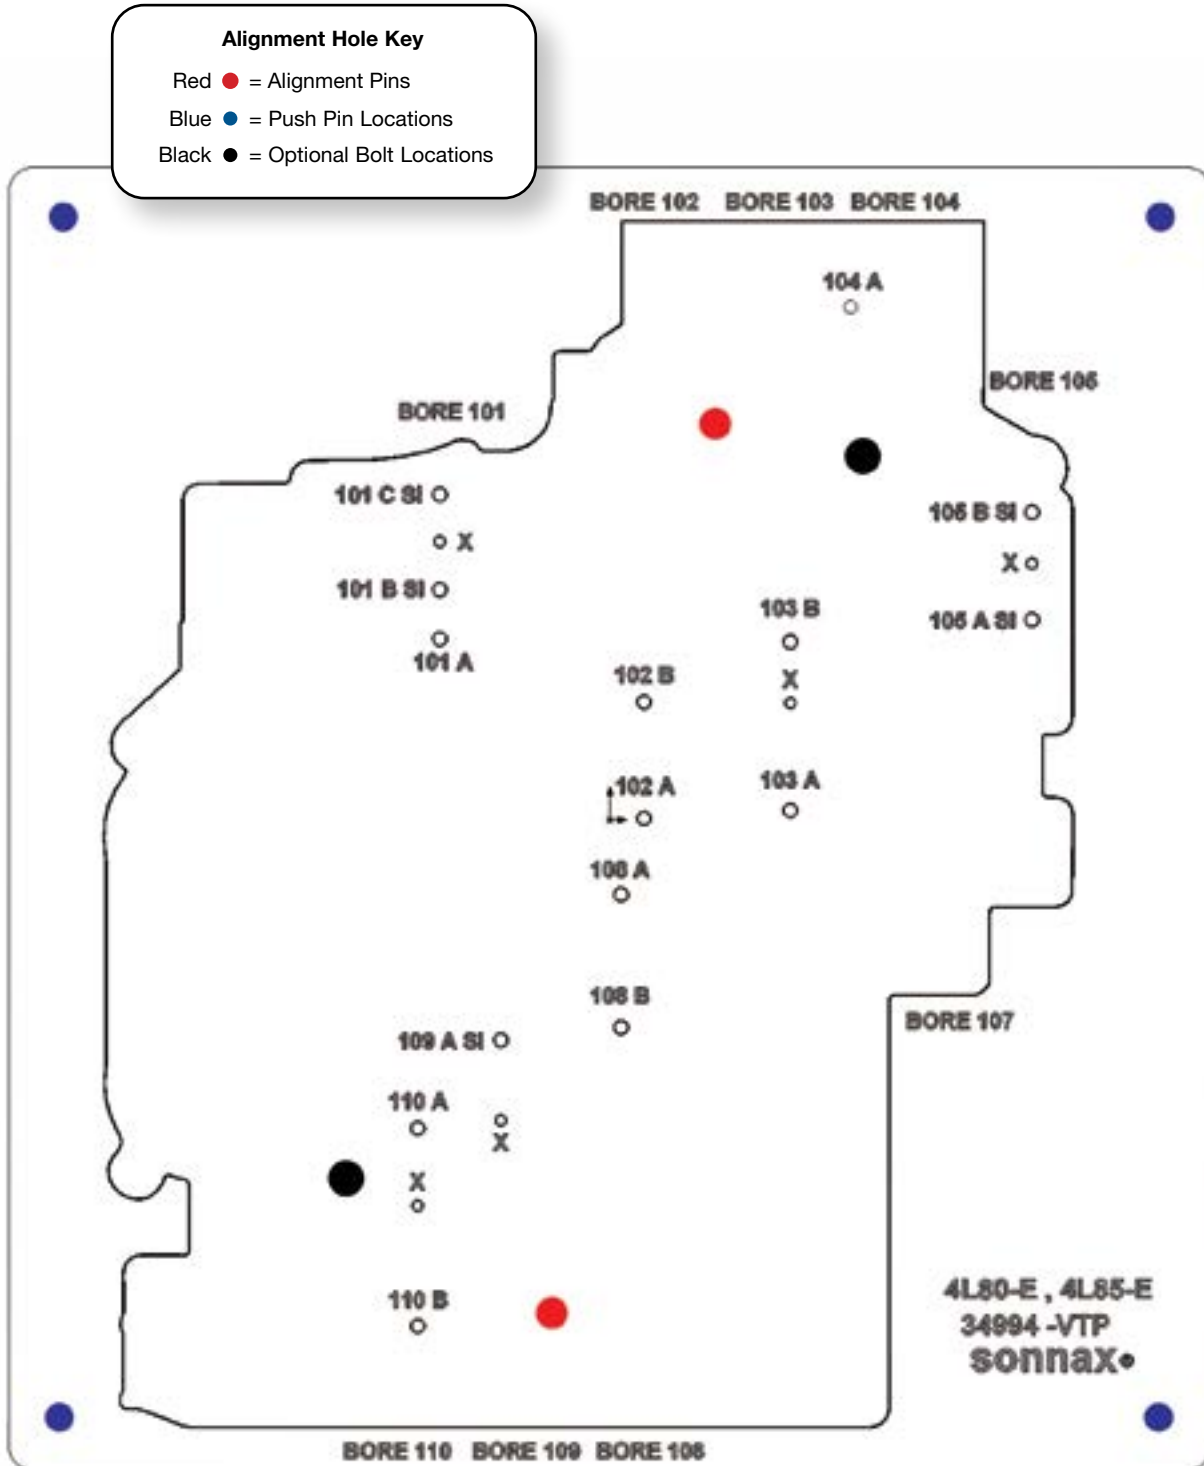 Alignment Hole Key
Red = Alignment Pins
Blue = Push Pin Locations
Black = Optional Bolt Locations
BORE 102 BORE 103 BORE 104
104 A
BORE 105
BORE 101
101 C SI
105 B SI
X
X
101 B SI
103 B
105 A SI
101 A
102 B
X
102 A
103 A
108 A
108 B
BORE 107
109 A SI
110 A
X
X
4L80-E , 4L85-E
110 B
34994 -VTP
sonnax
BORE 110 BORE 109 BORE 108